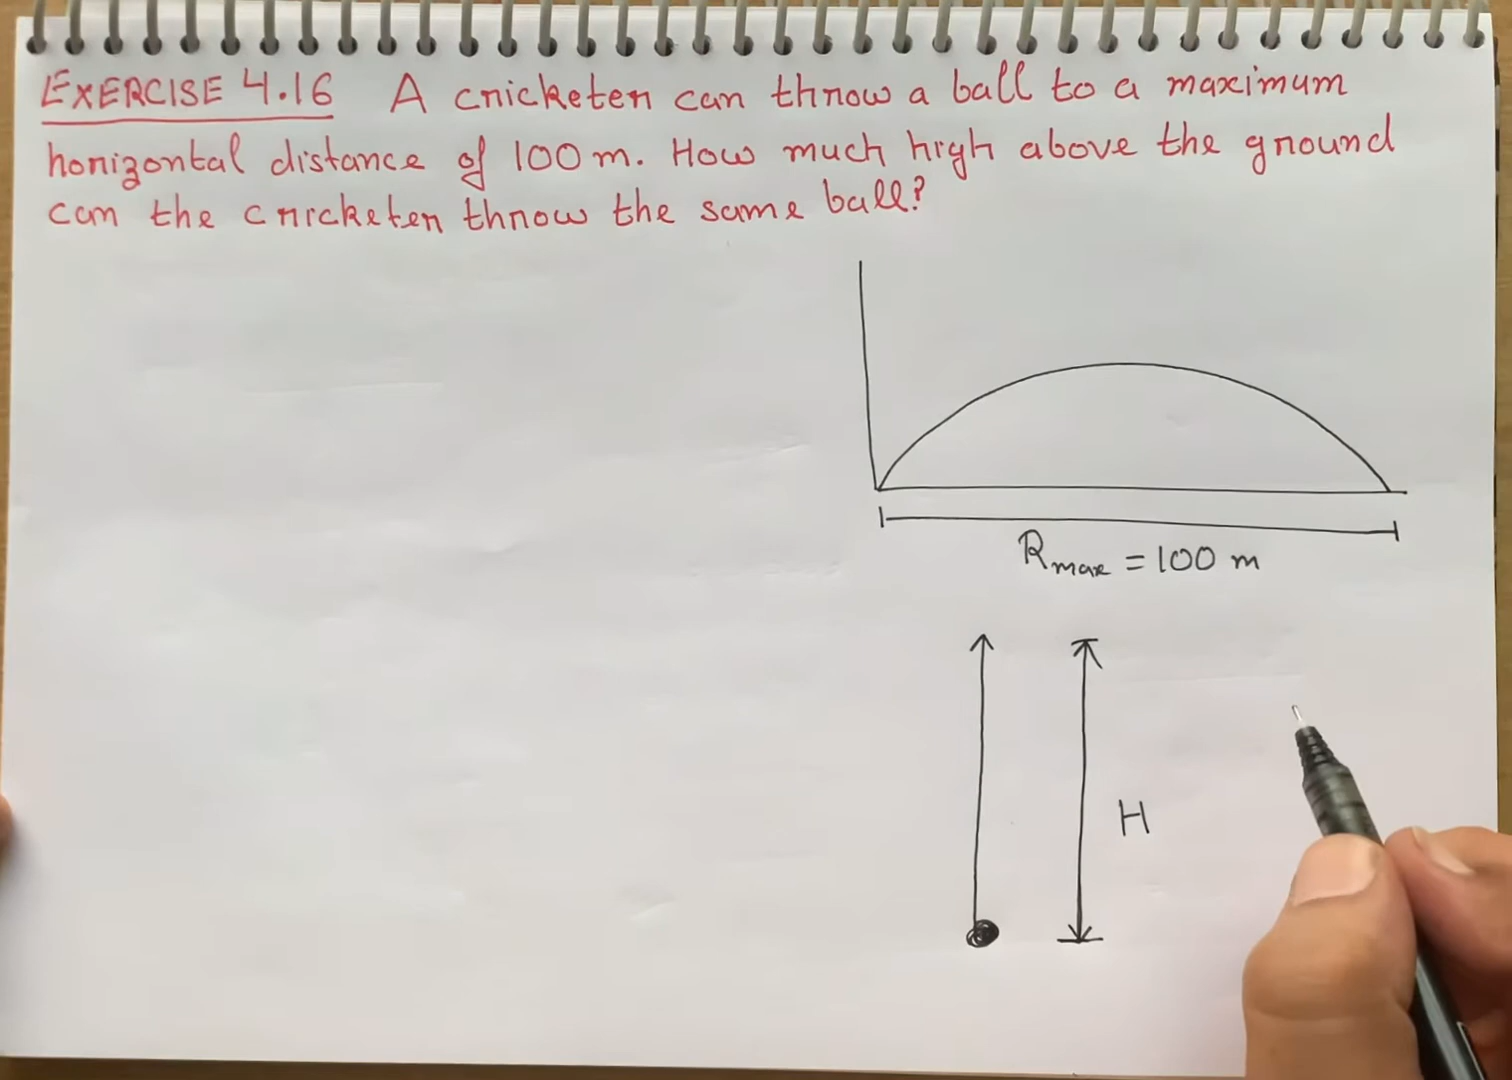 EXERCISE 4.16 A cricketer can throw a ball to a maximum
horizontal distance of 100 m. How much high above the ground
can the cricketer throw the same ball?
Rmax = 100 m
H